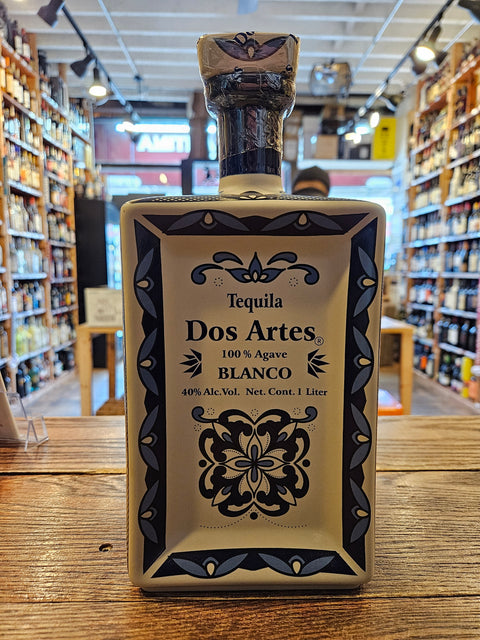 Tequila
Dos Artes®
100% Agave
BLANCO
40% Alc.Vol. Net. Cont. 1 Liter